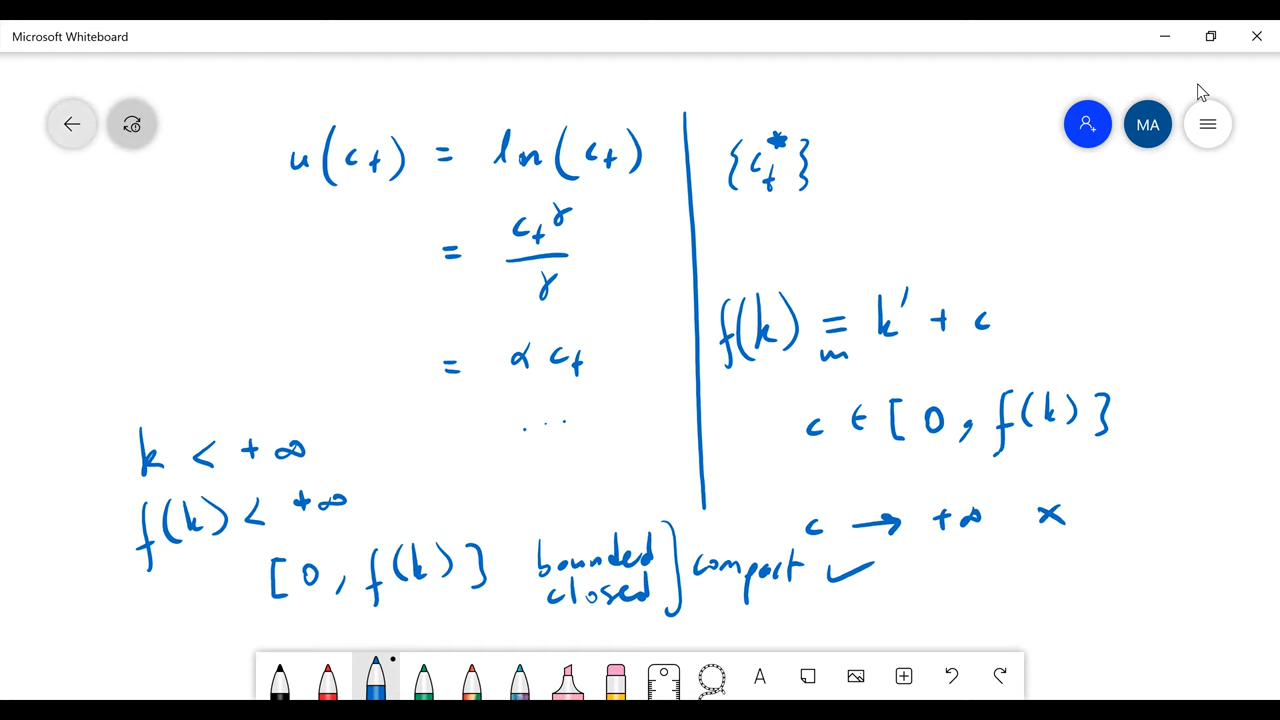 Microsoft Whiteboard
MA
u(c_t) = ln(c_t)
= c_t^γ / γ
= α c_t
...
k < +∞
f(k) < +∞
[0, f(k)] bounded closed] compact ✓
{c_t^*}
f(k) = k' + c
m
c ∈ [0, f(k)]
c → +∞ ×
A